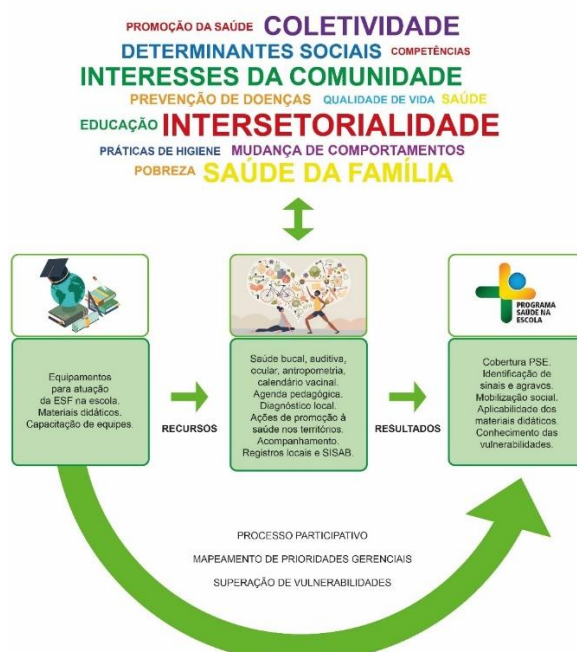 PROMOÇÃO DA SAÚDE COLETIVIDADE
DETERMINANTES SOCIAIS COMPETÊNCIAS
INTERESSES DA COMUNIDADE
PREVENÇÃO DE DOENÇAS QUALIDADE DE VIDA SAÚDE
EDUCAÇÃO INTERSETORIALIDADE
PRÁTICAS DE HIGIENE MUDANÇA DE COMPORTAMENTOS
POBREZA SAÚDE DA FAMÍLIA
PROGRAMA
SAÚDE NA
ESCOLA
Equipamentos
para atuação
da ESF na escola.
Materiais didáticos.
Capacitação de equipes.
RECURSOS
Saúde bucal, auditiva,
ocular, antropometria,
calendário vacinal.
Agenda pedagógica.
Diagnóstico local.
Ações de promoção à
saúde nos territórios.
Acompanhamento.
Registros locais e SISAB.
RESULTADOS
Cobertura PSE.
Identificação de
sinais e agravos.
Mobilização social.
Aplicabilidade dos
materiais didáticos.
Conhecimento das
vulnerabilidades.
PROCESSO PARTICIPATIVO
MAPEAMENTO DE PRIORIDADES GERENCIAIS
SUPERAÇÃO DE VULNERABILIDADES